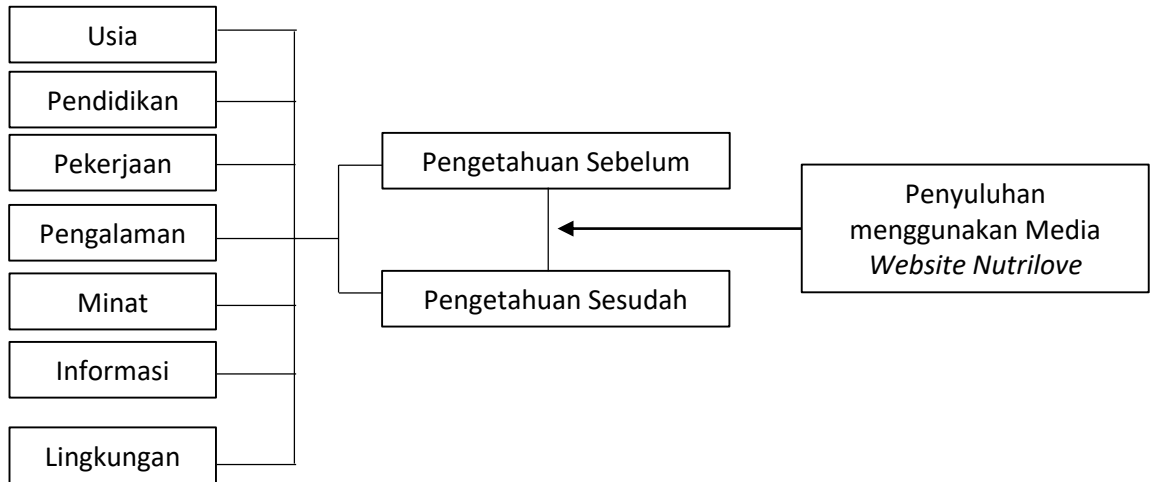 Usia
Pendidikan
Pekerjaan
Pengalaman
Minat
Informasi
Lingkungan
Pengetahuan Sebelum
Pengetahuan Sesudah
Penyuluhan
menggunakan Media
Website Nutrilove